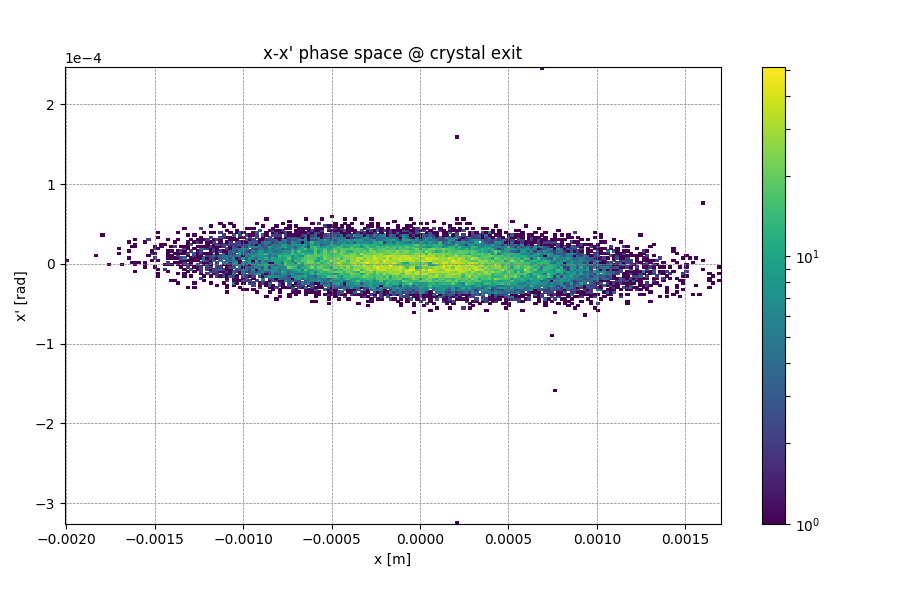 x-x' phase space @ crystal exit
1e−4
2
1
0
−1
−2
−3
x' [rad]
−0.0020 −0.0015 −0.0010 −0.0005 0.0000 0.0005 0.0010 0.0015
x [m]
10¹
10⁰